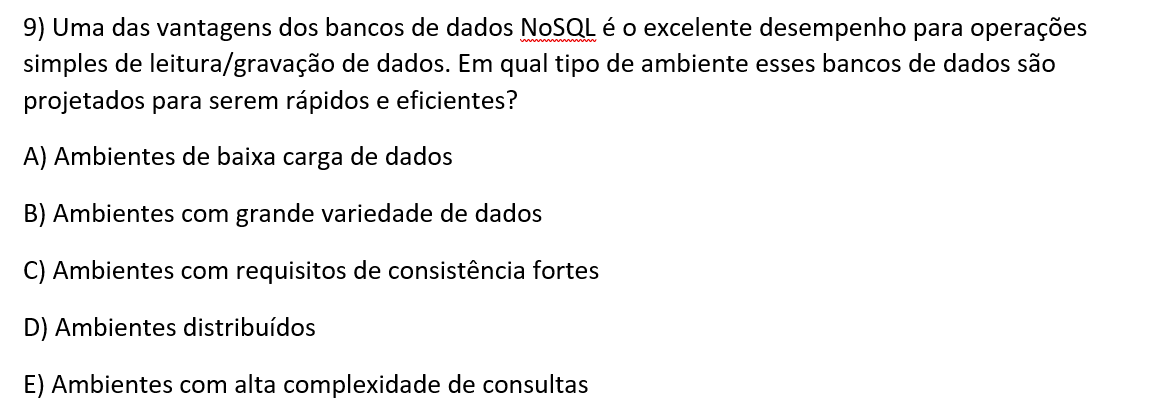 9) Uma das vantagens dos bancos de dados NoSQL é o excelente desempenho para operações
simples de leitura/gravação de dados. Em qual tipo de ambiente esses bancos de dados são
projetados para serem rápidos e eficientes?
A) Ambientes de baixa carga de dados
B) Ambientes com grande variedade de dados
C) Ambientes com requisitos de consistência fortes
D) Ambientes distribuídos
E) Ambientes com alta complexidade de consultas